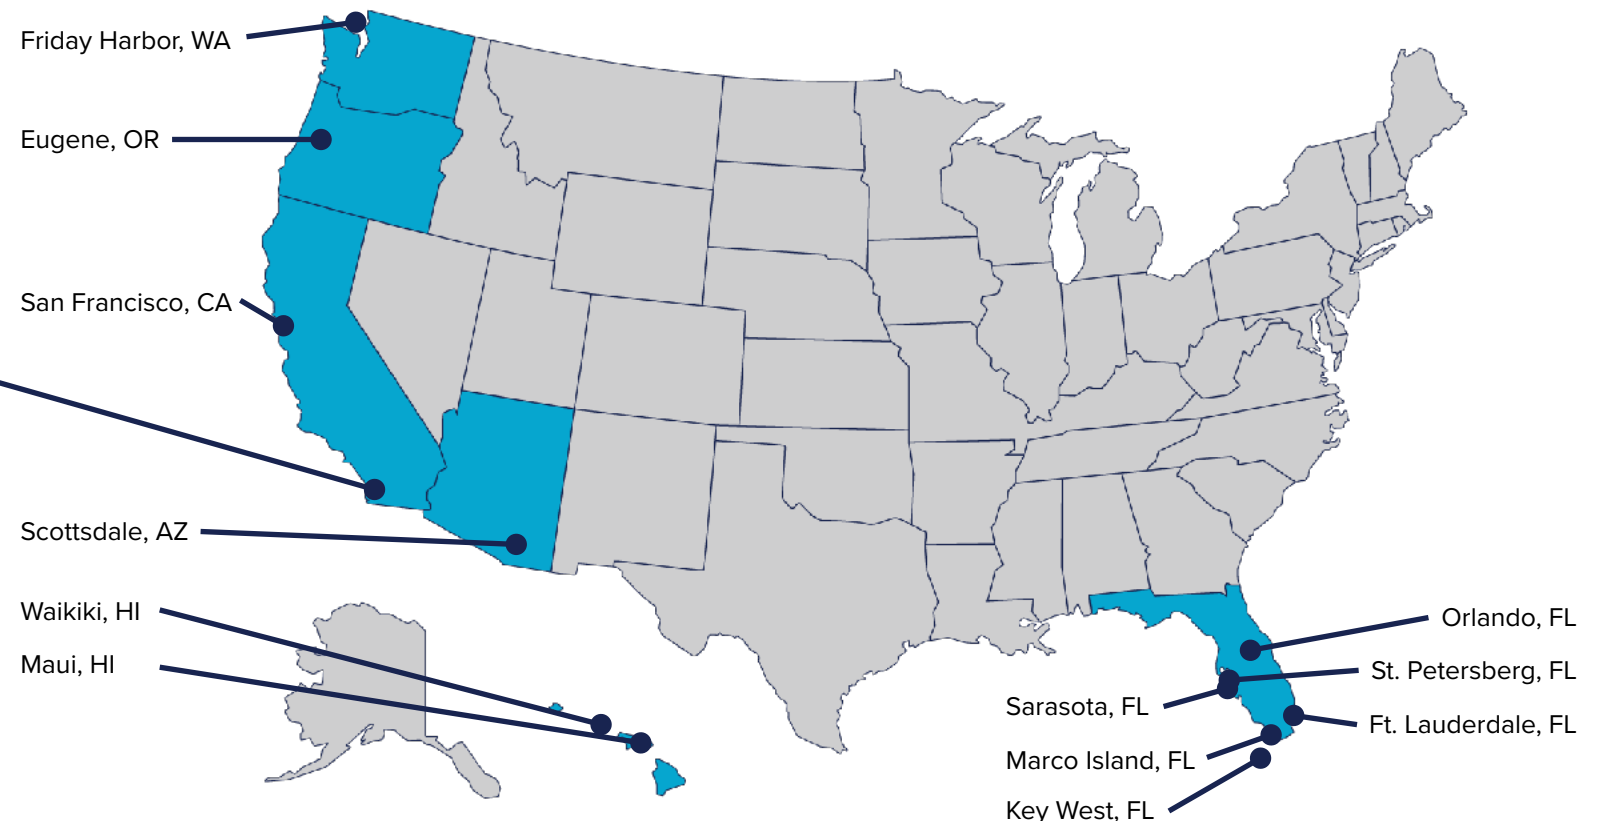 Friday Harbor, WA
Eugene, OR
San Francisco, CA
Scottsdale, AZ
Waikiki, HI
Maui, HI
Orlando, FL
St. Petersberg, FL
Sarasota, FL
Ft. Lauderdale, FL
Marco Island, FL
Key West, FL